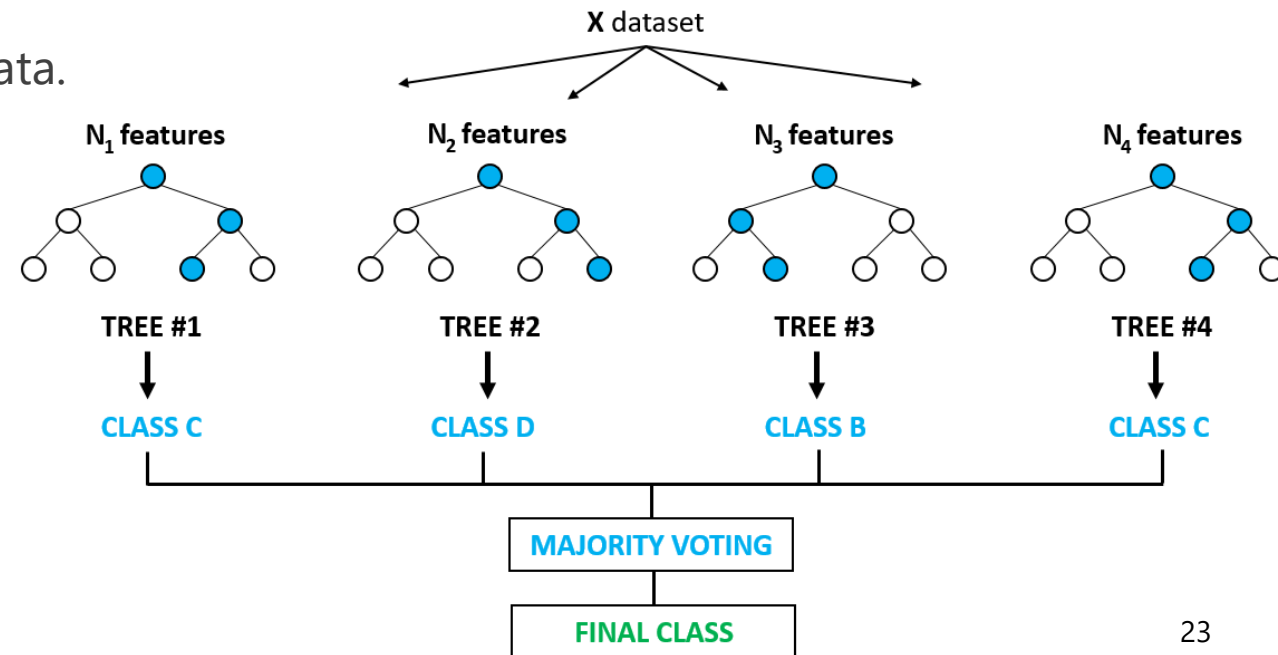 X dataset
ata.
N₁ features N₂ features N₃ features N₄ features
TREE #1 TREE #2 TREE #3 TREE #4
CLASS C CLASS D CLASS B CLASS C
MAJORITY VOTING
FINAL CLASS
23